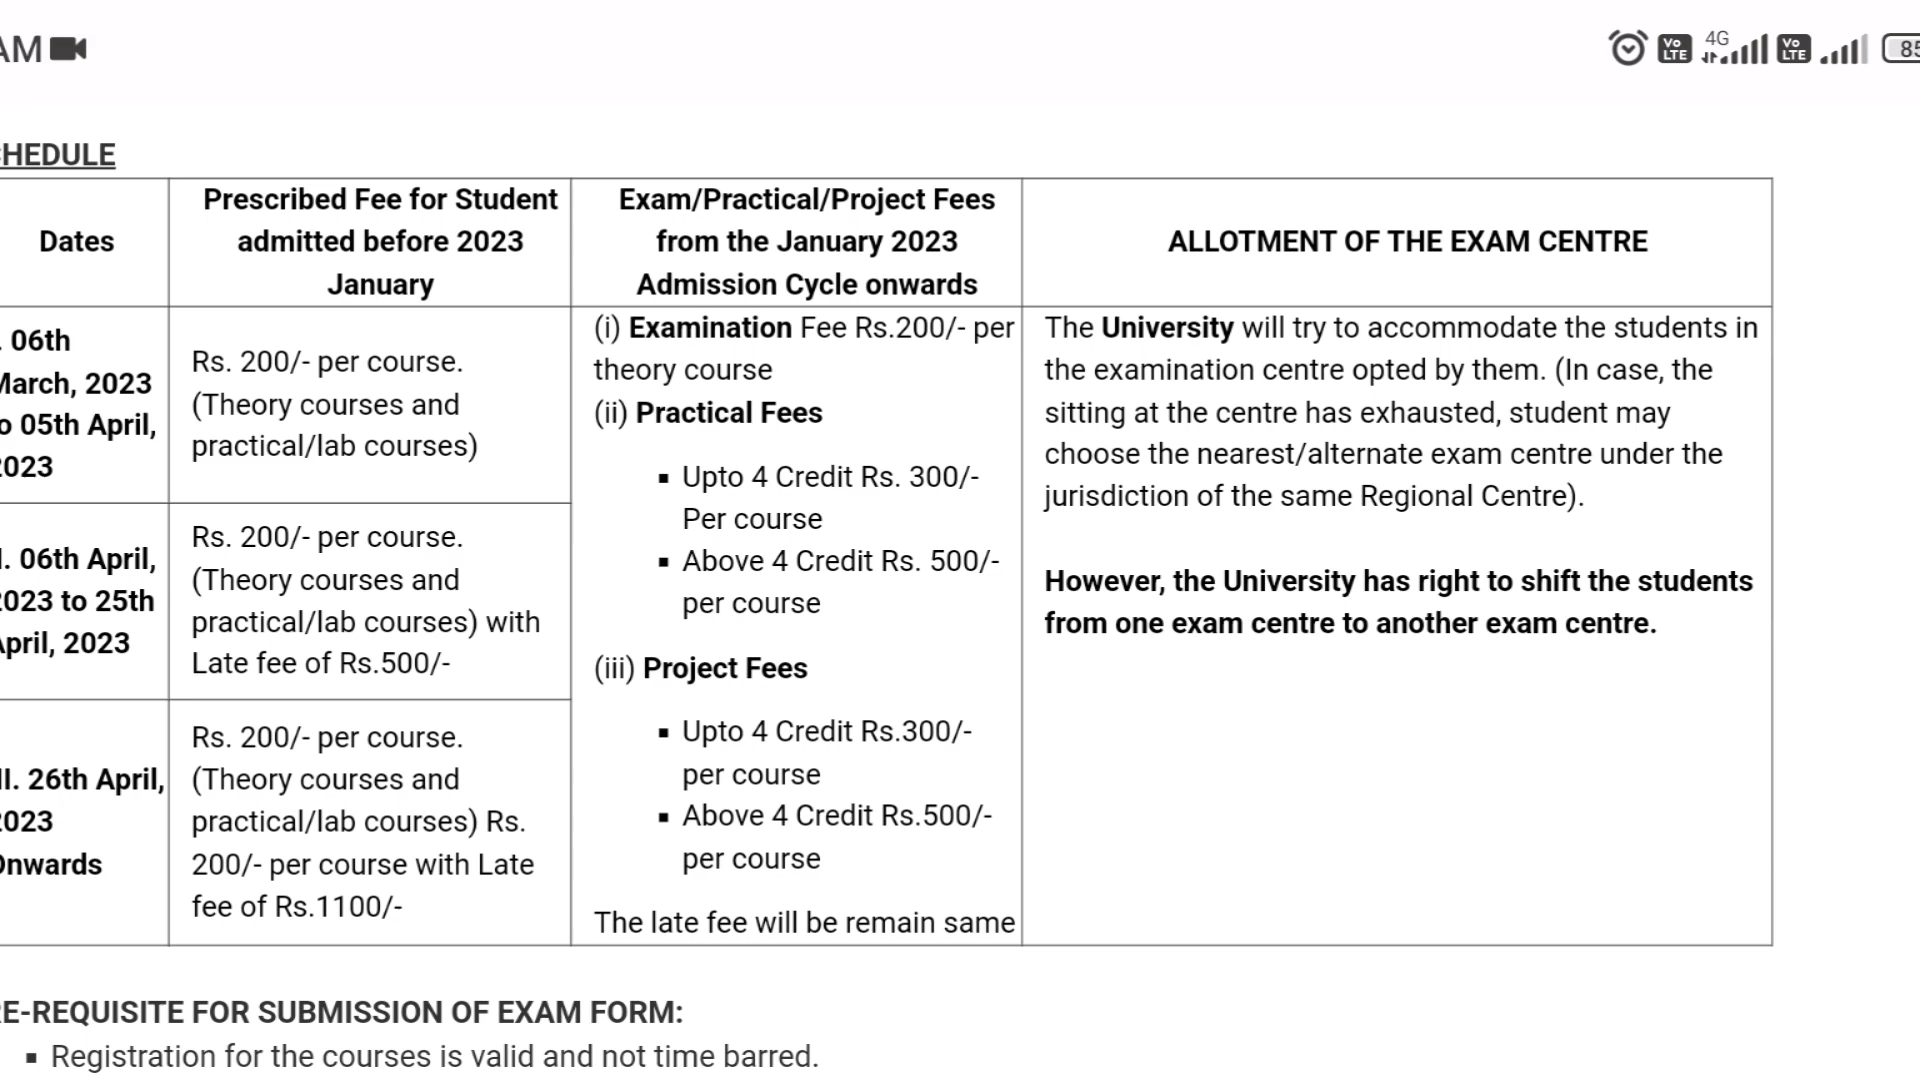 AM
VoLTE 4G VoLTE 85
HEDULE
Dates
Prescribed Fee for Student
admitted before 2023
January
Exam/Practical/Project Fees
from the January 2023
Admission Cycle onwards
ALLOTMENT OF THE EXAM CENTRE
. 06th
March, 2023
o 05th April,
2023
Rs. 200/- per course.
(Theory courses and
practical/lab courses)
I. 06th April,
2023 to 25th
April, 2023
Rs. 200/- per course.
(Theory courses and
practical/lab courses) with
Late fee of Rs.500/-
II. 26th April,
2023
Onwards
Rs. 200/- per course.
(Theory courses and
practical/lab courses) Rs.
200/- per course with Late
fee of Rs.1100/-
(i) Examination Fee Rs.200/- per
theory course
(ii) Practical Fees
▪ Upto 4 Credit Rs. 300/-
Per course
▪ Above 4 Credit Rs. 500/-
per course
(iii) Project Fees
▪ Upto 4 Credit Rs.300/-
per course
▪ Above 4 Credit Rs.500/-
per course
The late fee will be remain same
The University will try to accommodate the students in
the examination centre opted by them. (In case, the
sitting at the centre has exhausted, student may
choose the nearest/alternate exam centre under the
jurisdiction of the same Regional Centre).
However, the University has right to shift the students
from one exam centre to another exam centre.
RE-REQUISITE FOR SUBMISSION OF EXAM FORM:
▪ Registration for the courses is valid and not time barred.